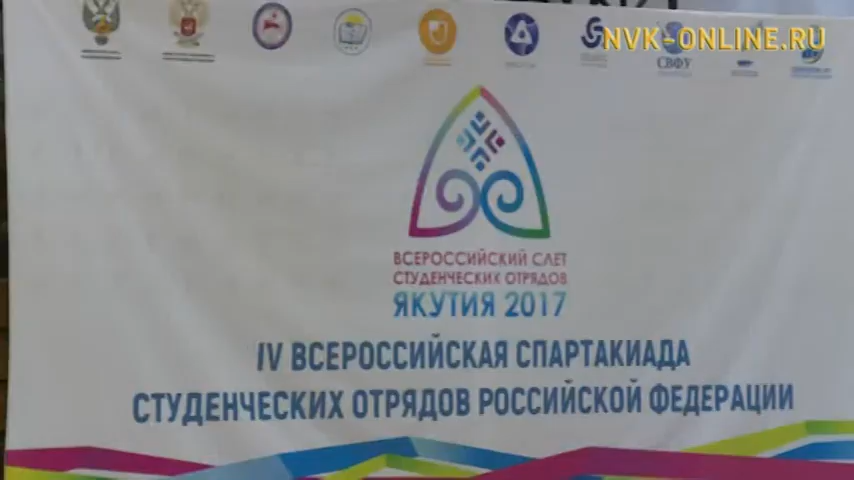 NVK-ONLINE.RU
СВФУ
ВСЕРОССИЙСКИЙ СЛЕТ
СТУДЕНЧЕСКИХ ОТРЯДОВ
ЯКУТИЯ 2017
IV ВСЕРОССИЙСКАЯ СПАРТАКИАДА
СТУДЕНЧЕСКИХ ОТРЯДОВ РОССИЙСКОЙ ФЕДЕРАЦИИ